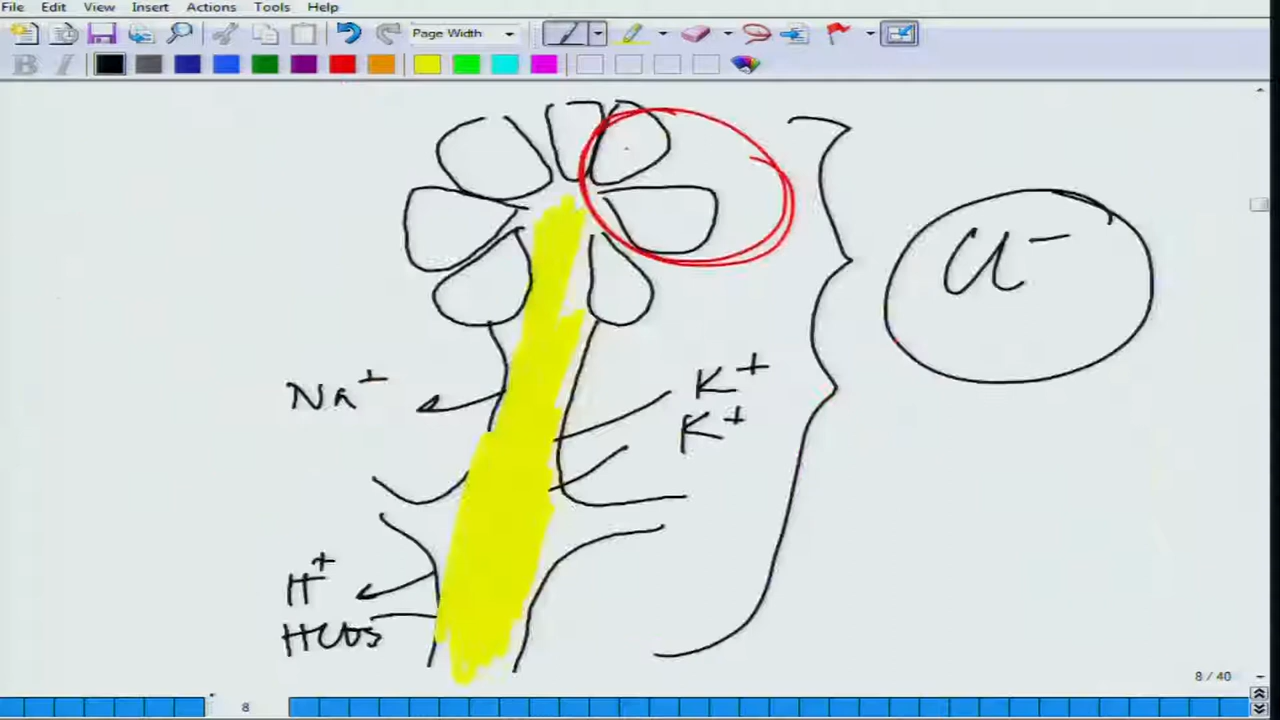 File Edit View Insert Actions Tools Help
Page Width
B I
Cl⁻
Na⁺
K⁺
K⁺
H⁺
HCO3
8 / 40
8